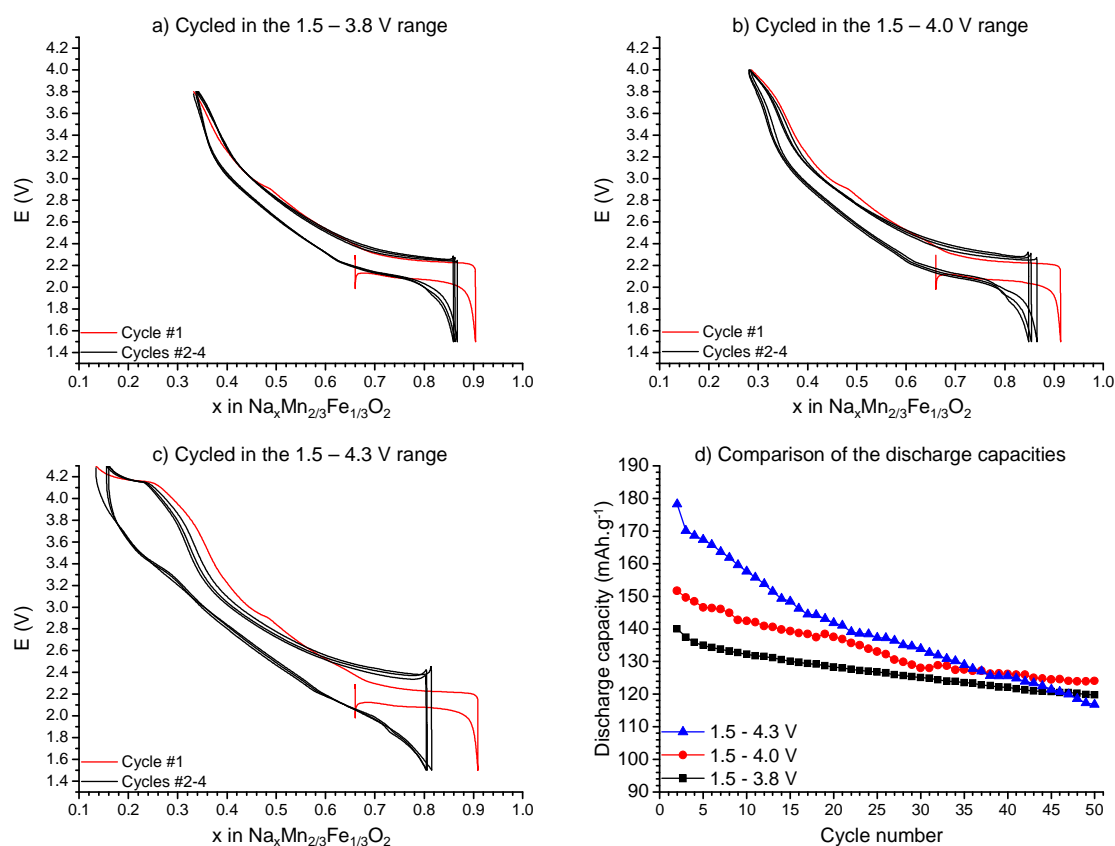 a) Cycled in the 1.5 – 3.8 V range
4.2
4.0
3.8
3.6
3.4
3.2
3.0
2.8
2.6
2.4
2.2
2.0
1.8
1.6
1.4
E (V)
Cycle #1
Cycles #2-4
0.1 0.2 0.3 0.4 0.5 0.6 0.7 0.8 0.9 1.0
x in NaxMn2/3Fe1/3O2
b) Cycled in the 1.5 – 4.0 V range
4.2
4.0
3.8
3.6
3.4
3.2
3.0
2.8
2.6
2.4
2.2
2.0
1.8
1.6
1.4
E (V)
Cycle #1
Cycles #2-4
0.1 0.2 0.3 0.4 0.5 0.6 0.7 0.8 0.9 1.0
x in NaxMn2/3Fe1/3O2
c) Cycled in the 1.5 – 4.3 V range
4.2
4.0
3.8
3.6
3.4
3.2
3.0
2.8
2.6
2.4
2.2
2.0
1.8
1.6
1.4
E (V)
Cycle #1
Cycles #2-4
0.1 0.2 0.3 0.4 0.5 0.6 0.7 0.8 0.9 1.0
x in NaxMn2/3Fe1/3O2
d) Comparison of the discharge capacities
190
180
170
160
150
140
130
120
110
100
90
Discharge capacity (mAh.g-1)
1.5 - 4.3 V
1.5 - 4.0 V
1.5 - 3.8 V
0 5 10 15 20 25 30 35 40 45 50
Cycle number